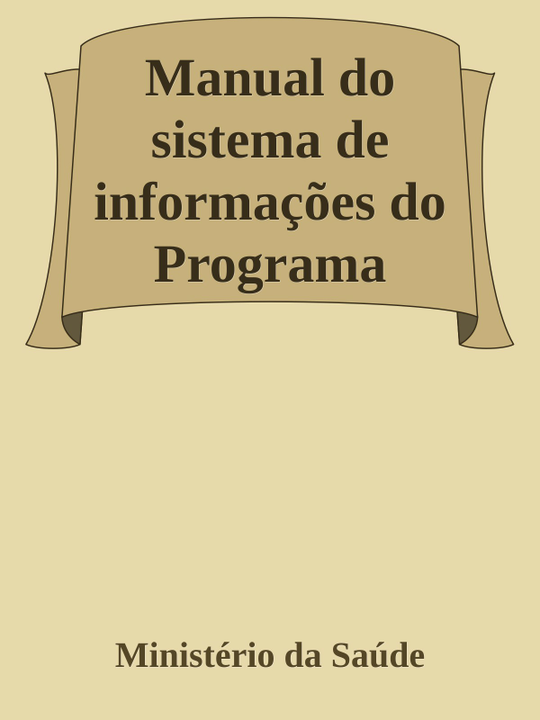 Manual do
sistema de
informações do
Programa
Ministério da Saúde